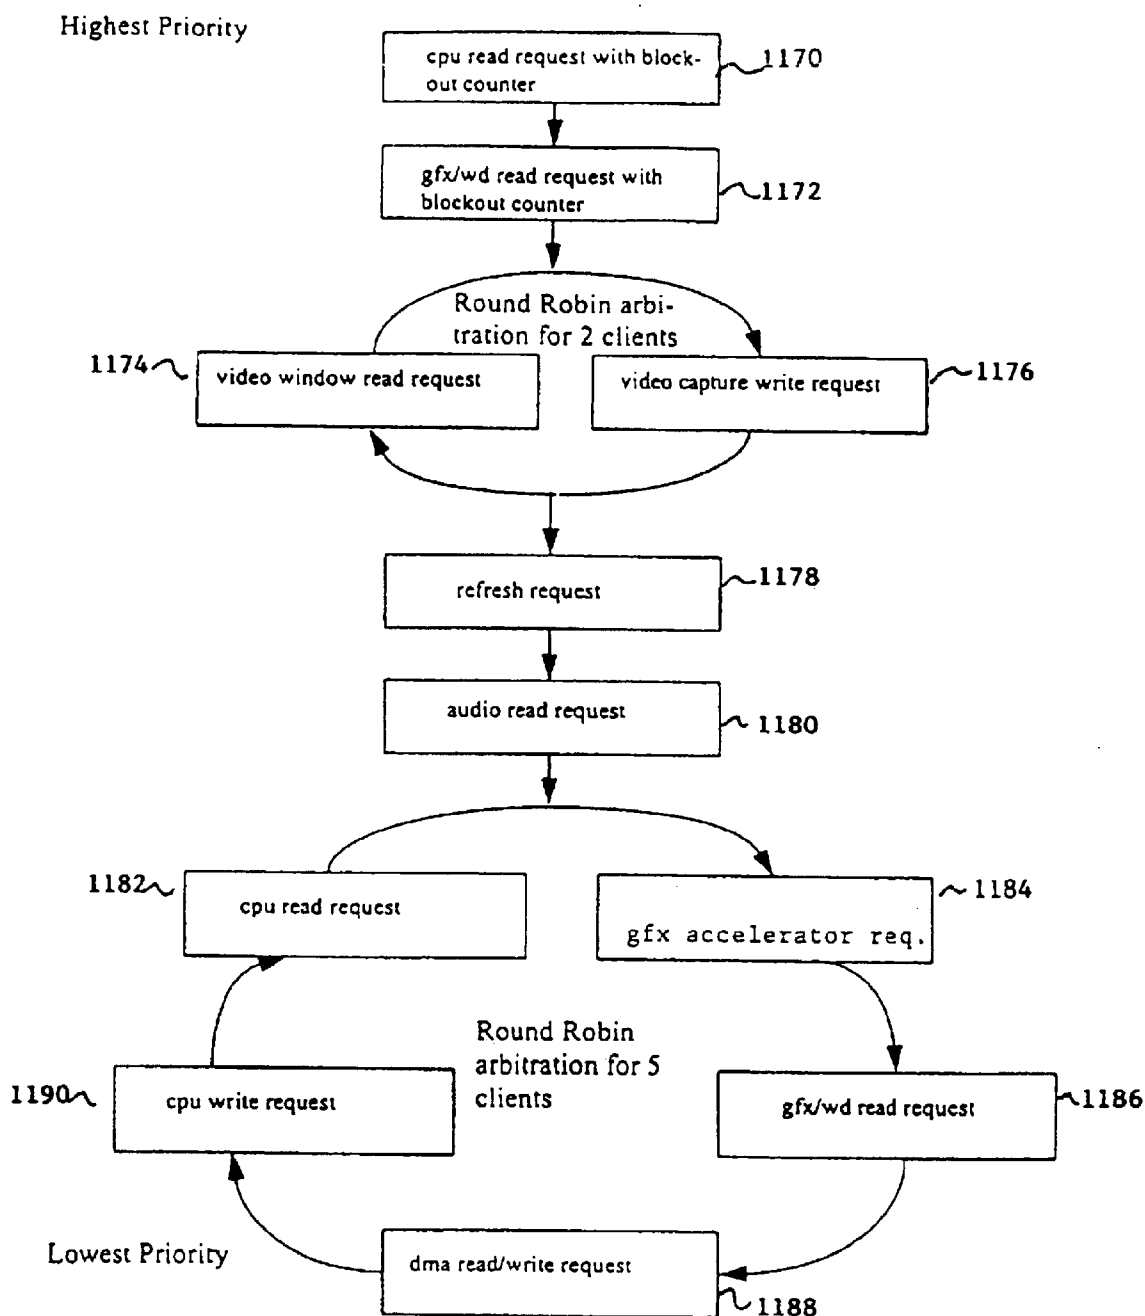 Highest Priority
cpu read request with block-
out counter
1170
gfx/wd read request with
blockout counter
1172
Round Robin arbi-
tration for 2 clients
1174
video window read request
video capture write request
1176
refresh request
1178
audio read request
1180
1182
cpu read request
gfx accelerator req.
1184
Round Robin
arbitration for 5
clients
1190
cpu write request
gfx/wd read request
1186
Lowest Priority
dma read/write request
1188